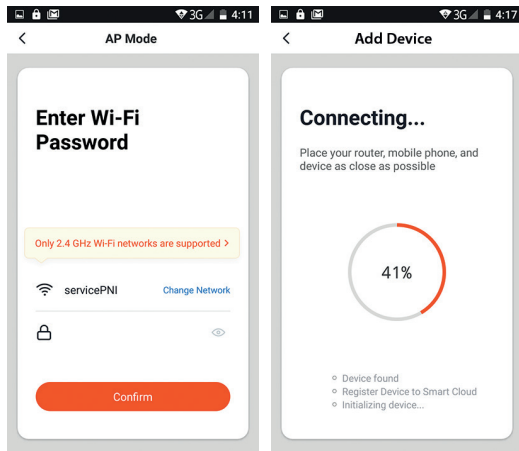 3G 4:11
AP Mode
Enter Wi-Fi
Password
Only 2.4 GHz Wi-Fi networks are supported >
servicePNI Change Network
Confirm
3G 4:17
Add Device
Connecting...
Place your router, mobile phone, and
device as close as possible
41%
Device found
Register Device to Smart Cloud
Initializing device...